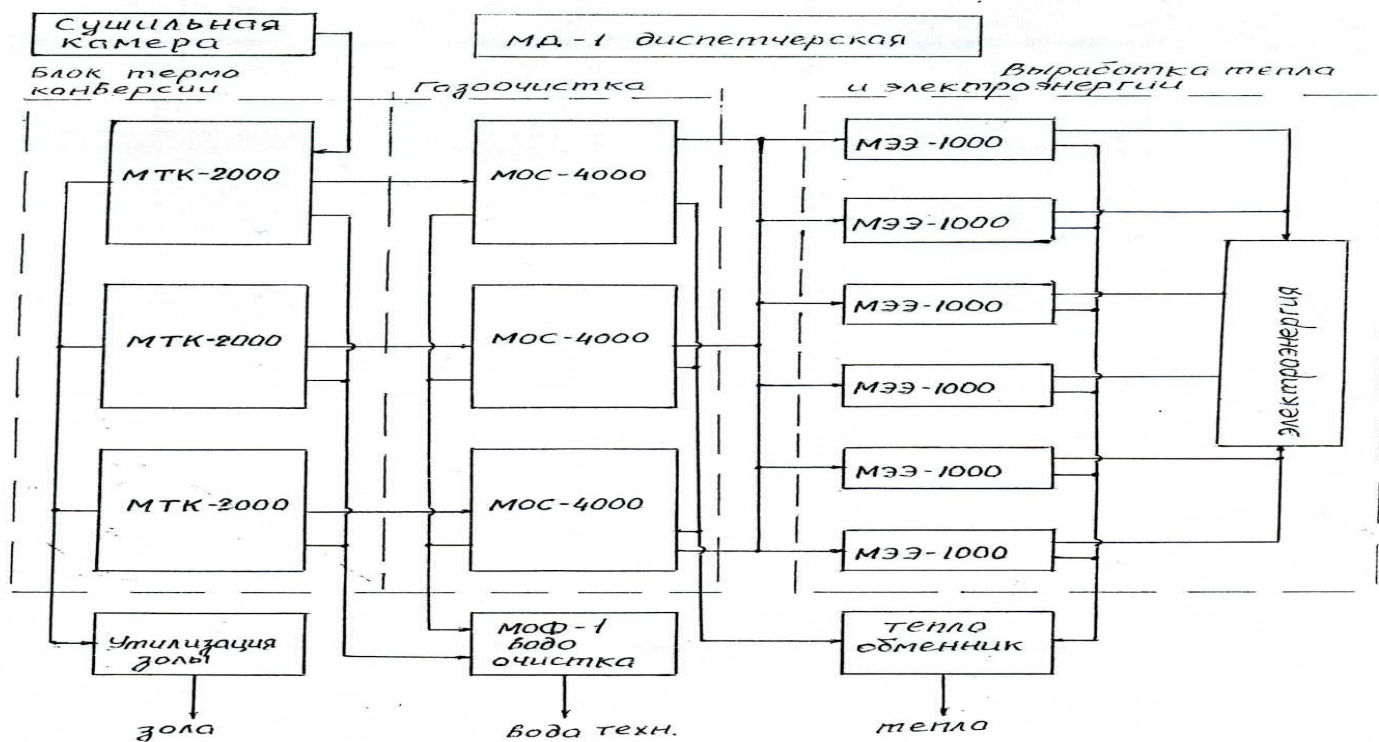 Сушильная
камера
МД-1 диспетчерская
Блок термо
конверсии
Газоочистка
Выработка тепла
и электроэнергии
МТК-2000
МОС-4000
МЭЭ-1000
МЭЭ-1000
МТК-2000
МОС-4000
МЭЭ-1000
МЭЭ-1000
МТК-2000
МОС-4000
МЭЭ-1000
МЭЭ-1000
электроэнергия
Утилизация
золы
МОФ-1
водо
очистка
тепло
обменник
зола
вода техн.
тепла